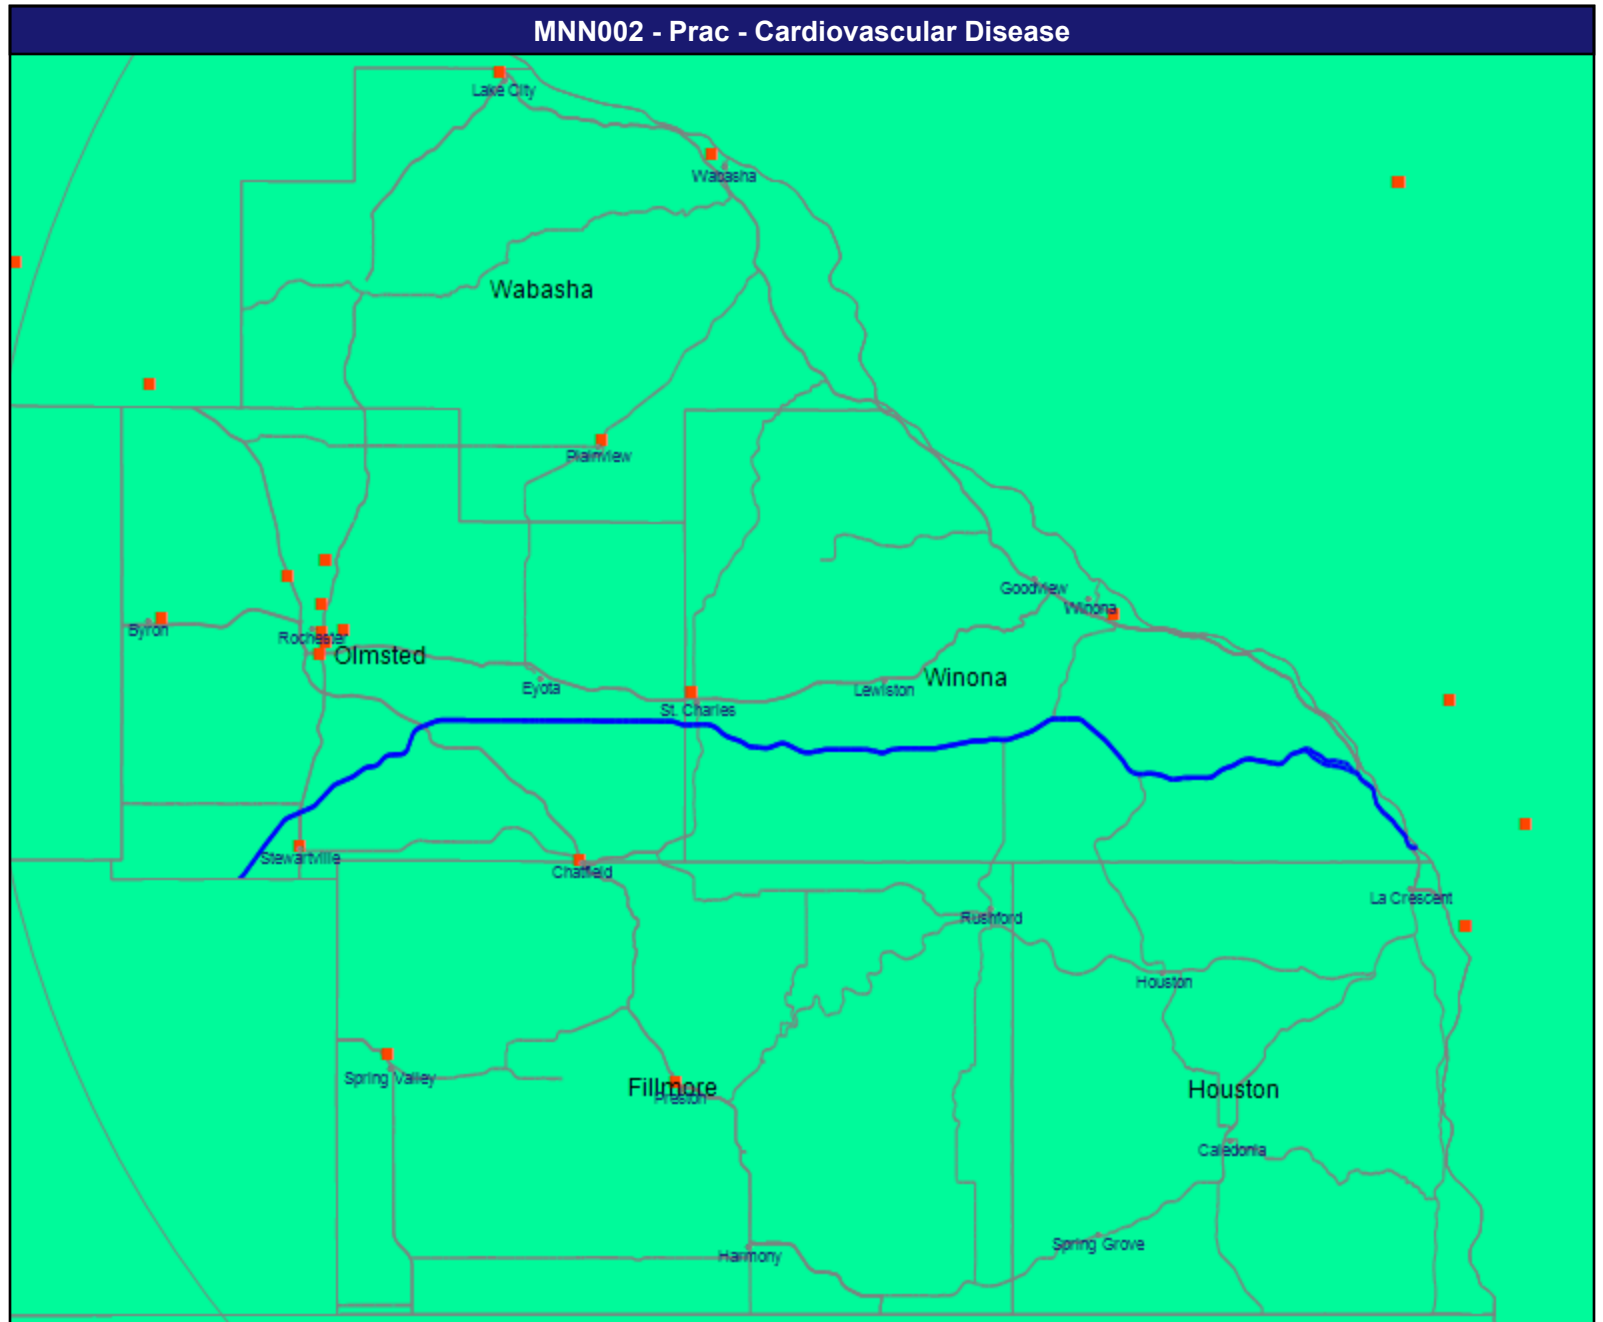 MNN002 - Prac - Cardiovascular Disease
Lake City
Wabasha
Wabasha
Plainview
Goodview
Winona
Byron
Rochester
Olmsted
Eyota
Lewiston
Winona
St. Charles
Stewartville
Chatfield
La Crescent
Rushford
Houston
Spring Valley
Fillmore
Preston
Houston
Caledonia
Harmony
Spring Grove